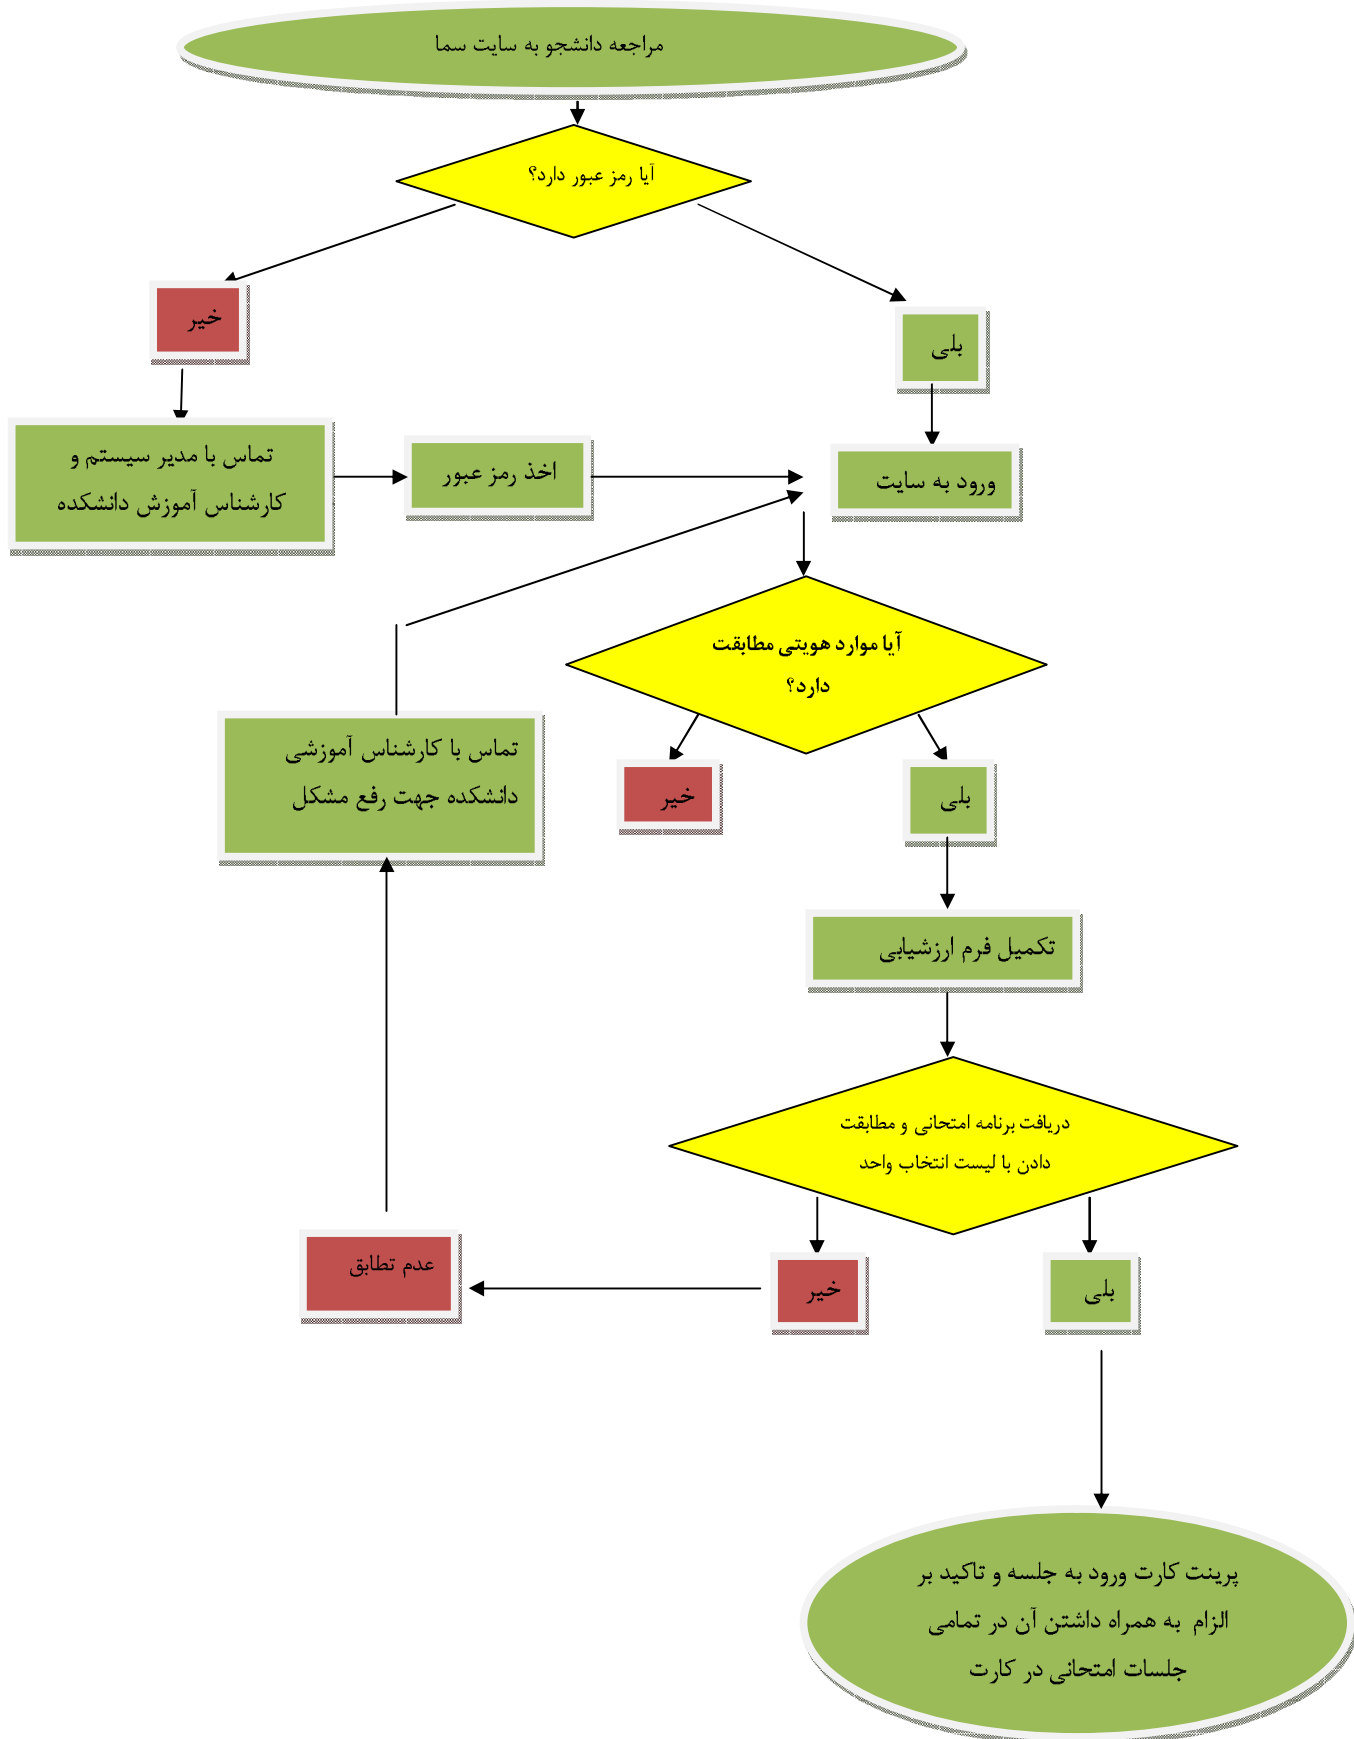 مراجعه دانشجو به سایت سما
آیا رمز عبور دارد؟
خیر
بلی
تماس با مدیر سیستم و
کارشناس آموزش دانشکده
اخذ رمز عبور
ورود به سایت
آیا موارد هویتی مطابقت
دارد؟
تماس با کارشناس آموزشی
دانشکده جهت رفع مشکل
خیر
بلی
تکمیل فرم ارزشیابی
دریافت برنامه امتحانی و مطابقت
دادن با لیست انتخاب واحد
عدم تطابق
خیر
بلی
پرینت کارت ورود به جلسه و تاکید بر
الزام به همراه داشتن آن در تمامی
جلسات امتحانی در کارت